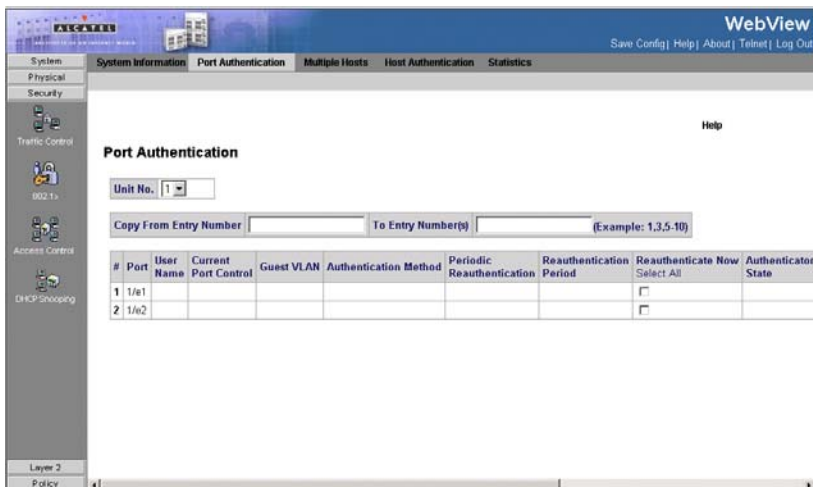 ALCATEL
WebView
Save Config| Help| About| Telnet| Log Out
System
Physical
Security
Traffic Control
802.1x
Access Control
DHCP Snooping
Layer 2
Policy
System Information Port Authentication Multiple Hosts Host Authentication Statistics
Help
Port Authentication
Unit No. 1
Copy From Entry Number To Entry Number(s) (Example: 1,3,5-10)
# Port User Name Current Port Control Guest VLAN Authentication Method Periodic Reauthentication Reauthentication Period Reauthenticate Now Select All Authenticator State
1 1/e1
2 1/e2